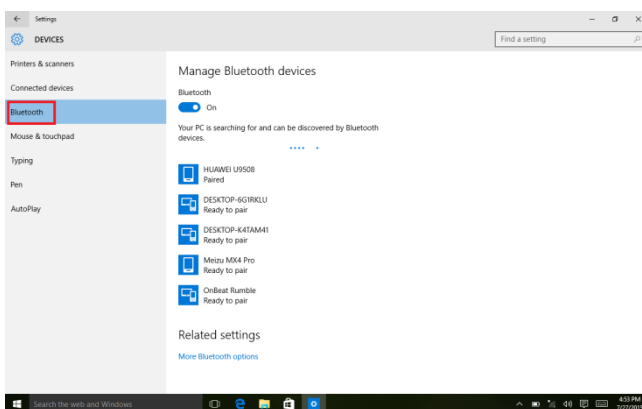 Settings
DEVICES
Find a setting
Printers & scanners
Connected devices
Bluetooth
Mouse & touchpad
Typing
Pen
AutoPlay
Manage Bluetooth devices
Bluetooth
On
Your PC is searching for and can be discovered by Bluetooth
devices.
HUAWEI U9508
Paired
DESKTOP-6G1RKLU
Ready to pair
DESKTOP-K4TAM41
Ready to pair
Meizu MX4 Pro
Ready to pair
OnBeat Rumble
Ready to pair
Related settings
More Bluetooth options
Search the web and Windows
4:53 PM
7/27/2015